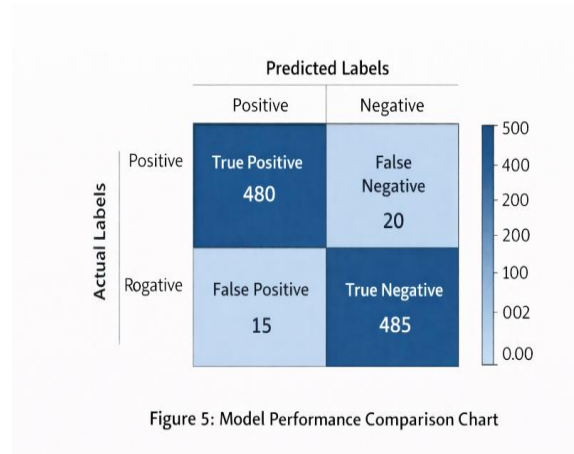 Predicted Labels
Positive
Negative
Actual Labels
Positive
True Positive
480
False
Negative
20
Rogative
False Positive
15
True Negative
485
500
400
200
200
100
002
0.00
Figure 5: Model Performance Comparison Chart